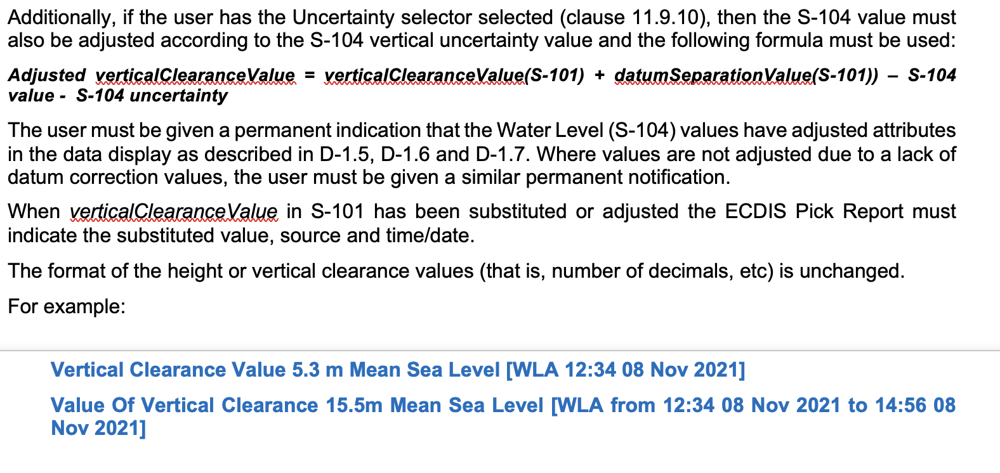 Additionally, if the user has the Uncertainty selector selected (clause 11.9.10), then the S-104 value must
also be adjusted according to the S-104 vertical uncertainty value and the following formula must be used:
Adjusted verticalClearanceValue = verticalClearanceValue(S-101) + datumSeparationValue(S-101)) – S-104
value - S-104 uncertainty
The user must be given a permanent indication that the Water Level (S-104) values have adjusted attributes
in the data display as described in D-1.5, D-1.6 and D-1.7. Where values are not adjusted due to a lack of
datum correction values, the user must be given a similar permanent notification.
When verticalClearanceValue in S-101 has been substituted or adjusted the ECDIS Pick Report must
indicate the substituted value, source and time/date.
The format of the height or vertical clearance values (that is, number of decimals, etc) is unchanged.
For example:
Vertical Clearance Value 5.3 m Mean Sea Level [WLA 12:34 08 Nov 2021]
Value Of Vertical Clearance 15.5m Mean Sea Level [WLA from 12:34 08 Nov 2021 to 14:56 08
Nov 2021]